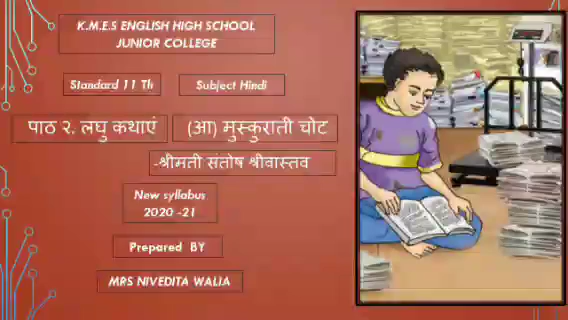 K.M.E.S ENGLISH HIGH SCHOOL
JUNIOR COLLEGE
Standard 11 Th
Subject Hindi
पाठ २. लघु कथाएं
(आ) मुस्कुराती चोट
-श्रीमती संतोष श्रीवास्तव
New syllabus
2020 -21
Prepared BY
MRS NIVEDITA WALIA